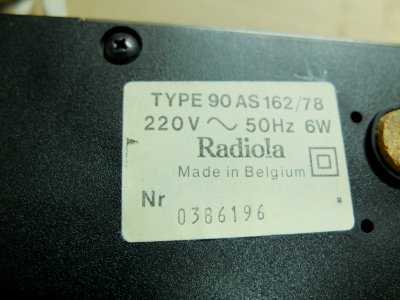 TYPE 90 AS 162/78
220V ~ 50Hz 6W
Radiola
Made in Belgium
Nr 0386196